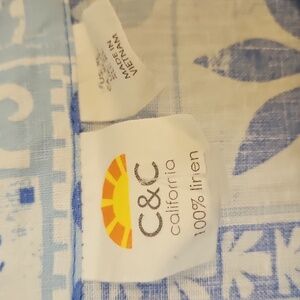 MADE IN
VIETNAM
C&C
california
100% linen